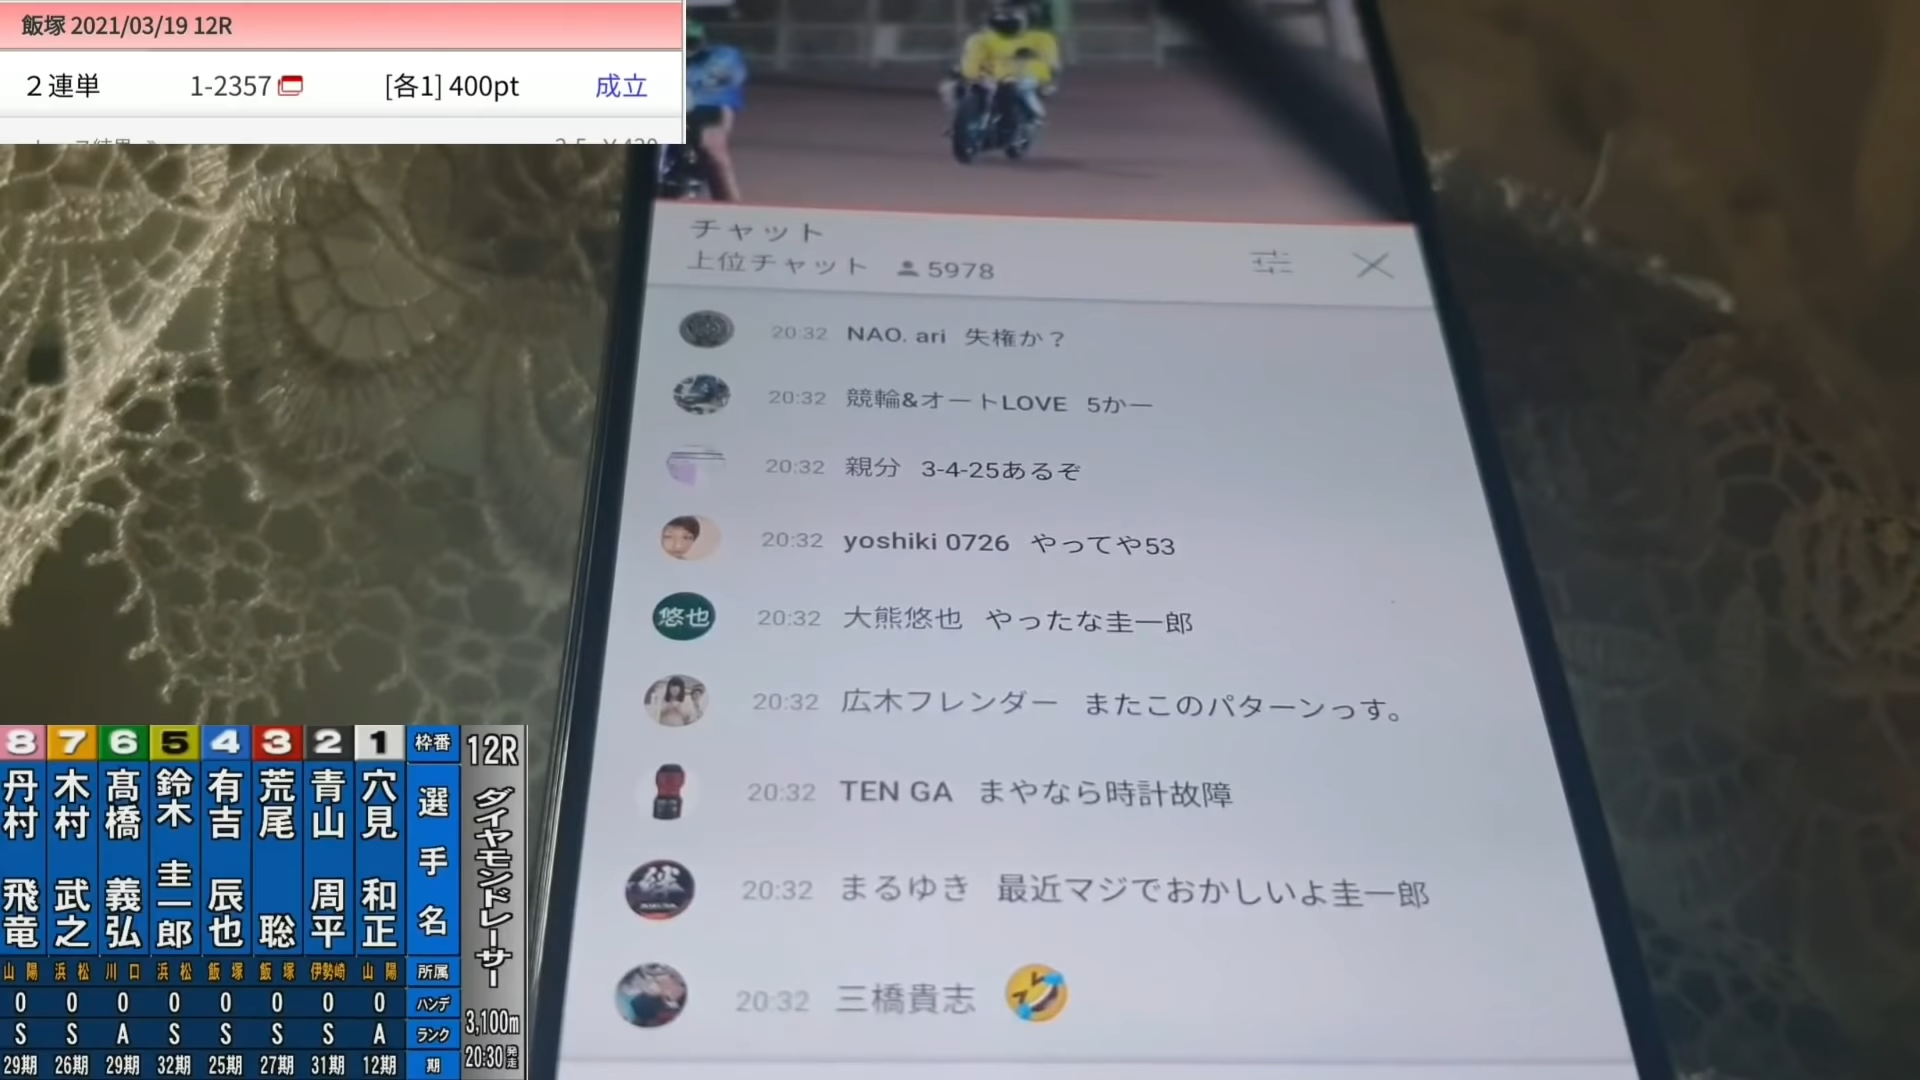 飯塚 2021/03/19 12R
2連単 1-2357 [各1] 400pt 成立
チャット
上位チャット 5978
20:32 NAO. ari 失権か？
20:32 競輪&オートLOVE 5かー
20:32 親分 3-4-25あるぞ
20:32 yoshiki 0726 やってや53
悠也 20:32 大熊悠也 やったな圭一郎
20:32 広木フレンダー またこのパターンっす。
20:32 TEN GA まやなら時計故障
20:32 まるゆき 最近マジでおかしいよ圭一郎
20:32 三橋貴志 🤣
12R ダイヤモンドレーサー 3,100m 20:30発走
枠番 選手名 所属 ハンデ ランク 期
1 穴見 和正 山陽 0 A 12期
2 青山 周平 伊勢崎 0 S 31期
3 荒尾 聡 飯塚 0 S 27期
4 有吉 辰也 飯塚 0 S 25期
5 鈴木 圭一郎 浜松 0 S 32期
6 髙橋 義弘 川口 0 A 29期
7 木村 武之 浜松 0 S 26期
8 丹村 飛竜 山陽 0 S 29期